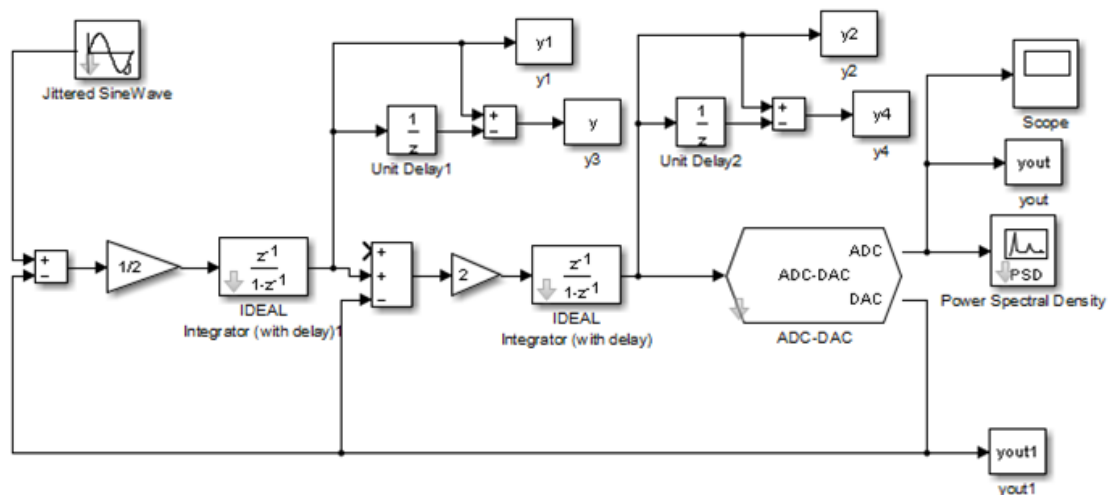 Jittered SineWave
y1
y1
1
z
Unit Delay1
+
−
y
y3
y2
y2
1
z
Unit Delay2
+
−
y4
y4
Scope
yout
yout
+
−
1/2
z-1
1-z-1
IDEAL
Integrator (with delay)1
+
+
−
2
z-1
1-z-1
IDEAL
Integrator (with delay)
ADC
ADC-DAC
DAC
ADC-DAC
PSD
Power Spectral Density
yout1
yout1